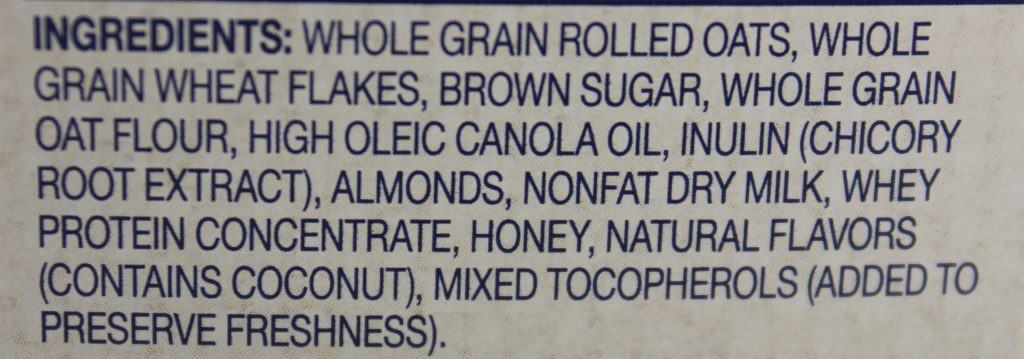 INGREDIENTS: WHOLE GRAIN ROLLED OATS, WHOLE
GRAIN WHEAT FLAKES, BROWN SUGAR, WHOLE GRAIN
OAT FLOUR, HIGH OLEIC CANOLA OIL, INULIN (CHICORY
ROOT EXTRACT), ALMONDS, NONFAT DRY MILK, WHEY
PROTEIN CONCENTRATE, HONEY, NATURAL FLAVORS
(CONTAINS COCONUT), MIXED TOCOPHEROLS (ADDED TO
PRESERVE FRESHNESS).